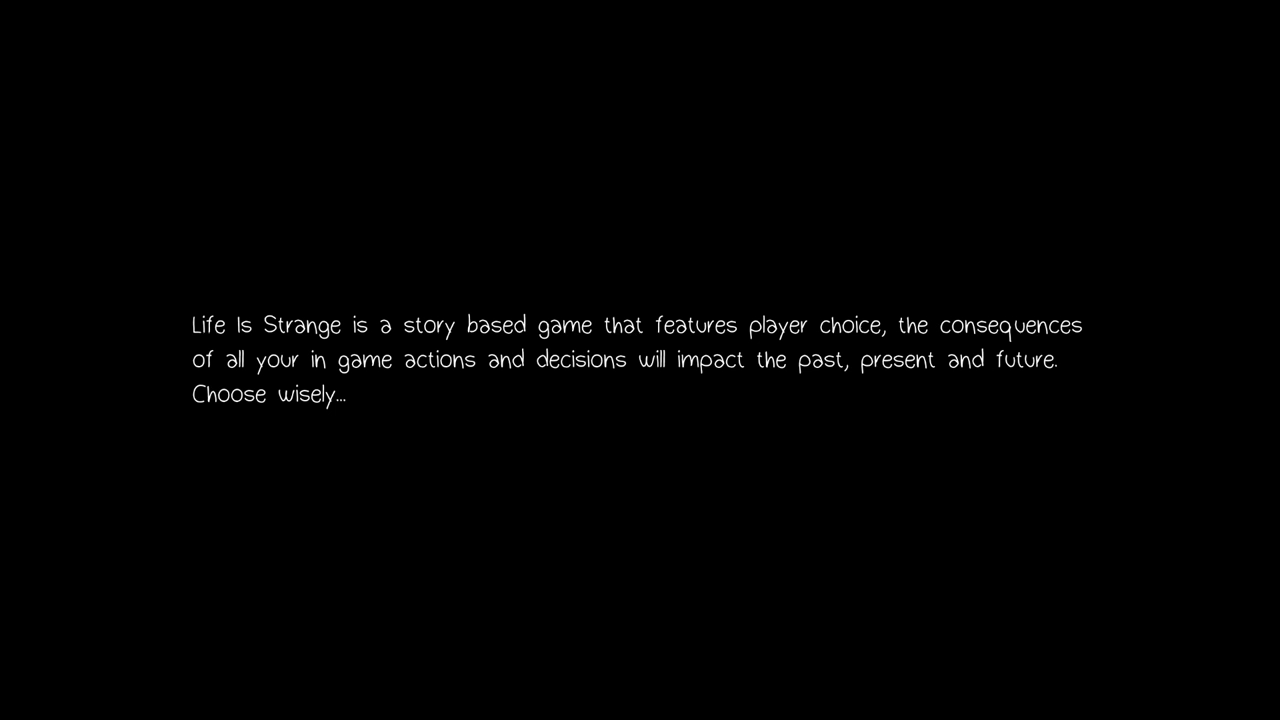 Life Is Strange is a story based game that features player choice, the consequences
of all your in game actions and decisions will impact the past, present and future.
Choose wisely...